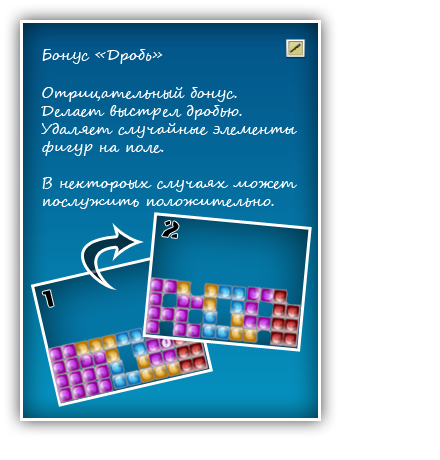 Бонус «Дробь»
Отрицательный бонус.
Делает выстрел дробью.
Удаляет случайные элементы
фигур на поле.
В нектороых случаях может
послужить положительно.
2
1